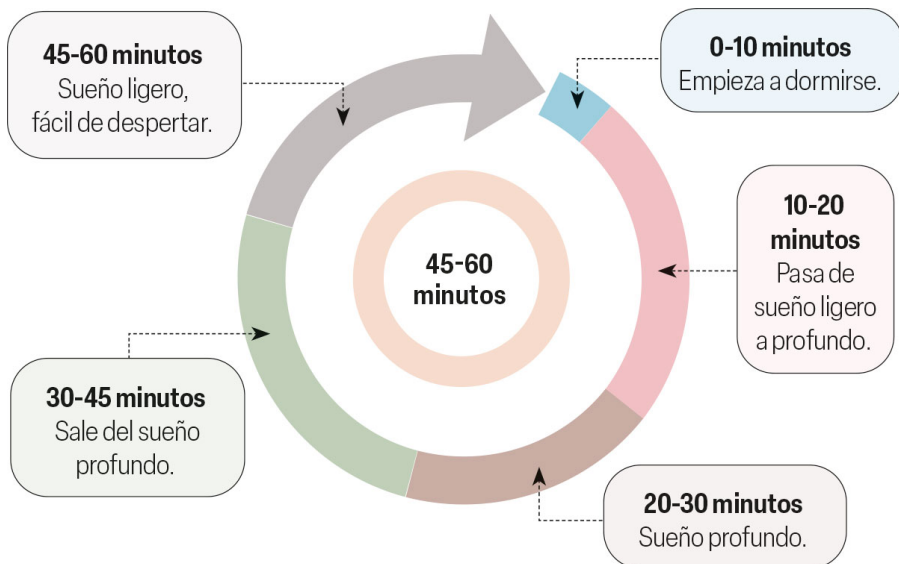 0-10 minutos
Empieza a dormirse.
10-20
minutos
Pasa de
sueño ligero
a profundo.
20-30 minutos
Sueño profundo.
30-45 minutos
Sale del sueño
profundo.
45-60 minutos
Sueño ligero,
fácil de despertar.
45-60
minutos